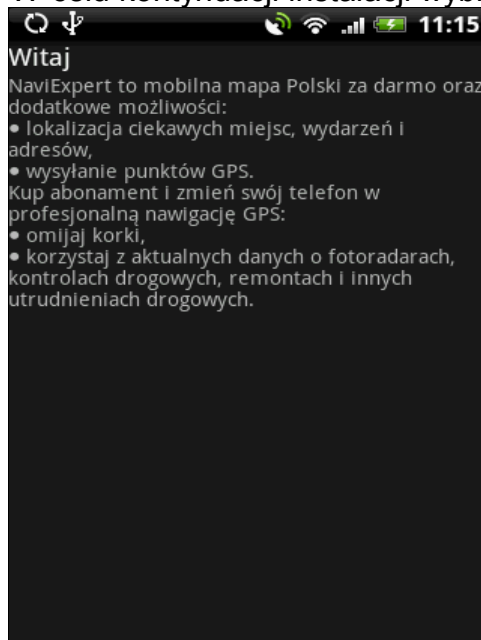 11:15
Witaj
NaviExpert to mobilna mapa Polski za darmo oraz
dodatkowe możliwości:
• lokalizacja ciekawych miejsc, wydarzeń i
adresów,
• wysyłanie punktów GPS.
Kup abonament i zmień swój telefon w
profesjonalną nawigację GPS:
• omijaj korki,
• korzystaj z aktualnych danych o fotoradarach,
kontrolach drogowych, remontach i innych
utrudnieniach drogowych.